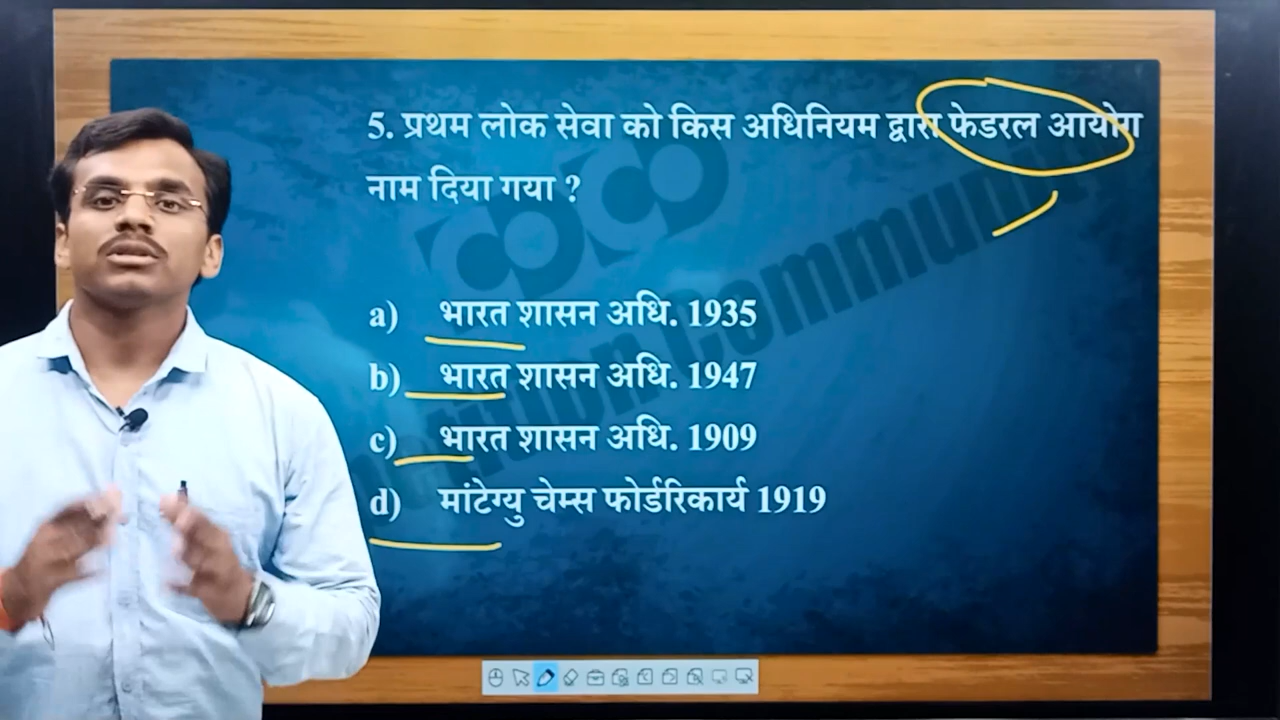 5. प्रथम लोक सेवा को किस अधिनियम द्वारा फेडरल आयोग
नाम दिया गया ?
a) भारत शासन अधि. 1935
b) भारत शासन अधि. 1947
c) भारत शासन अधि. 1909
d) मांटेग्यु चेम्स फोर्डरिकार्य 1919
Community